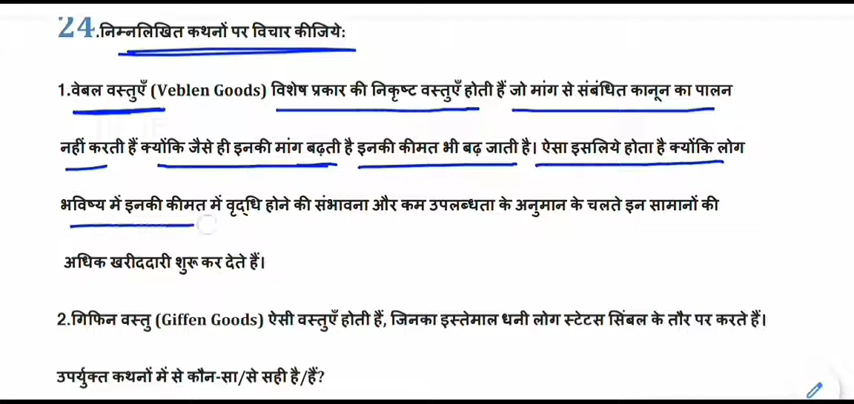 24.निम्नलिखित कथनों पर विचार कीजिये:
1.वेबल वस्तुएँ (Veblen Goods) विशेष प्रकार की निकृष्ट वस्तुएँ होती हैं जो मांग से संबंधित कानून का पालन
नहीं करती हैं क्योंकि जैसे ही इनकी मांग बढ़ती है इनकी कीमत भी बढ़ जाती है। ऐसा इसलिये होता है क्योंकि लोग
भविष्य में इनकी कीमत में वृद्धि होने की संभावना और कम उपलब्धता के अनुमान के चलते इन सामानों की
अधिक खरीददारी शुरू कर देते हैं।
2.गिफिन वस्तु (Giffen Goods) ऐसी वस्तुएँ होती हैं, जिनका इस्तेमाल धनी लोग स्टेटस सिंबल के तौर पर करते हैं।
उपर्युक्त कथनों में से कौन-सा/से सही है/हैं?